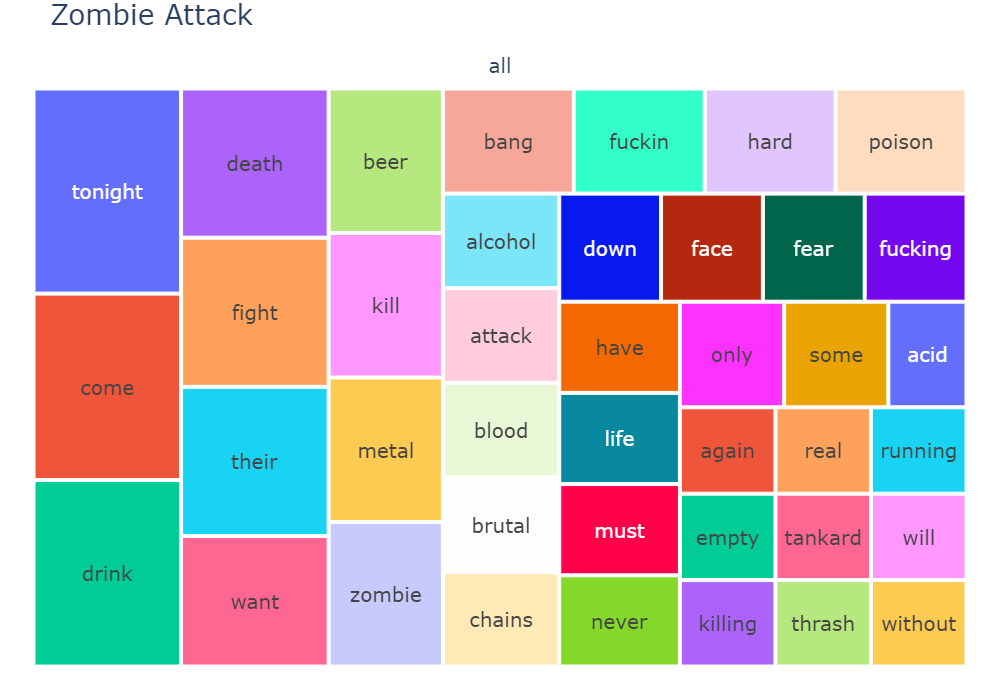 Zombie Attack
all
tonight
come
drink
death
fight
their
want
beer
kill
metal
zombie
bang
fuckin
hard
poison
alcohol
attack
blood
brutal
chains
down
face
fear
fucking
have
life
must
never
only
some
acid
again
real
running
empty
tankard
will
killing
thrash
without